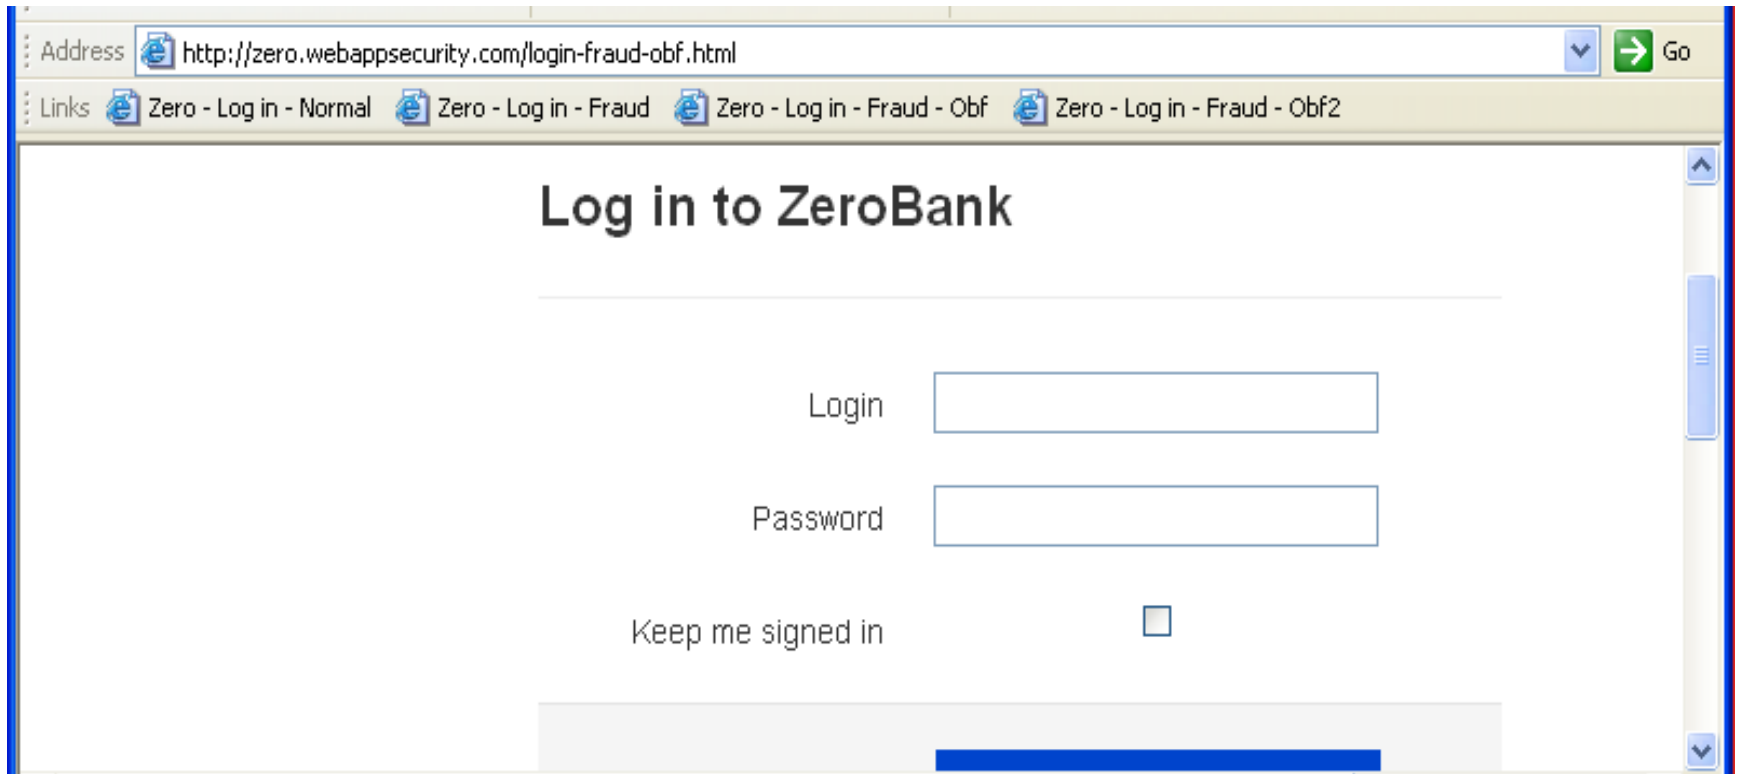 Address http://zero.webappsecurity.com/login-fraud-obf.html Go
Links Zero - Log in - Normal Zero - Log in - Fraud Zero - Log in - Fraud - Obf Zero - Log in - Fraud - Obf2
Log in to ZeroBank
Login
Password
Keep me signed in